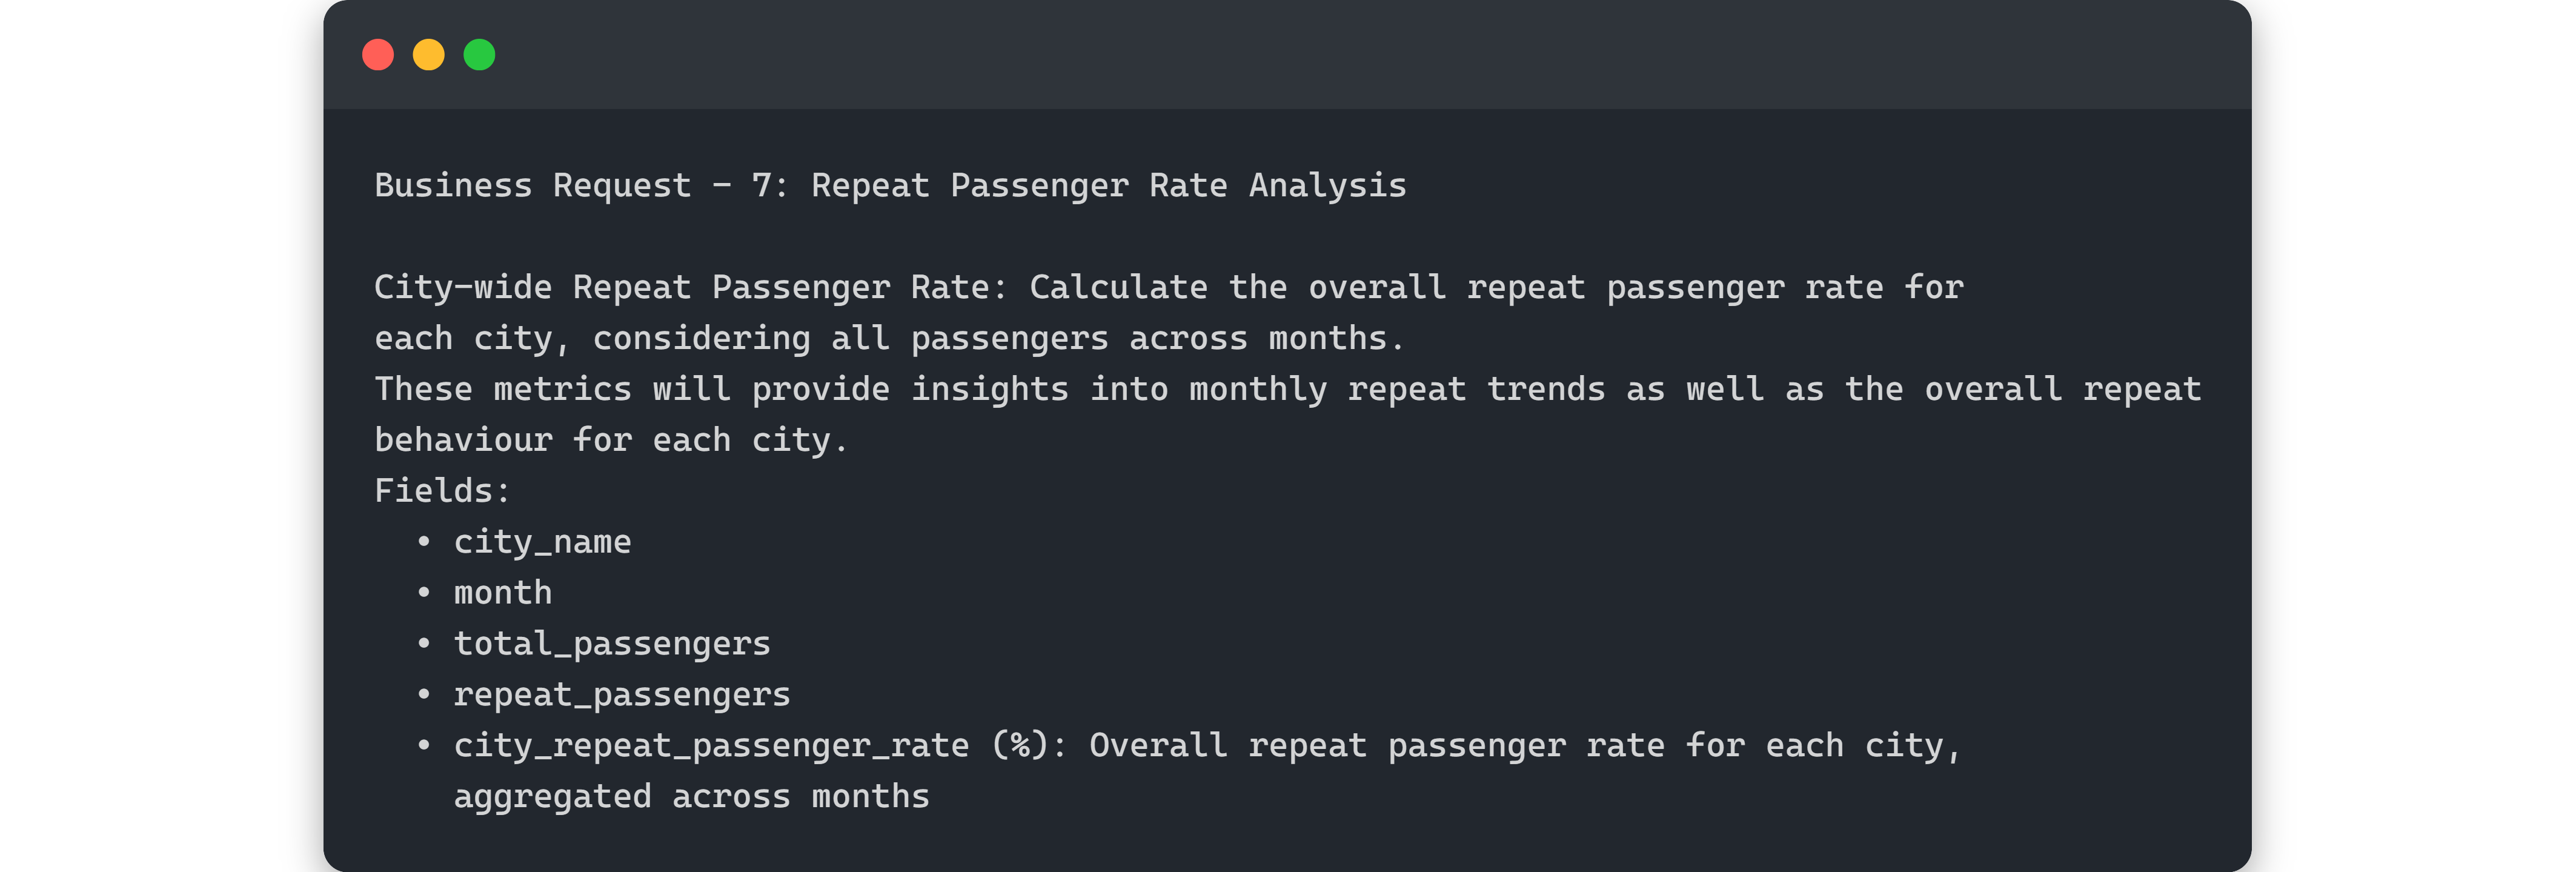 Business Request - 7: Repeat Passenger Rate Analysis
City-wide Repeat Passenger Rate: Calculate the overall repeat passenger rate for
each city, considering all passengers across months.
These metrics will provide insights into monthly repeat trends as well as the overall repeat
behaviour for each city.
Fields:
• city_name
• month
• total_passengers
• repeat_passengers
• city_repeat_passenger_rate (%): Overall repeat passenger rate for each city,
aggregated across months